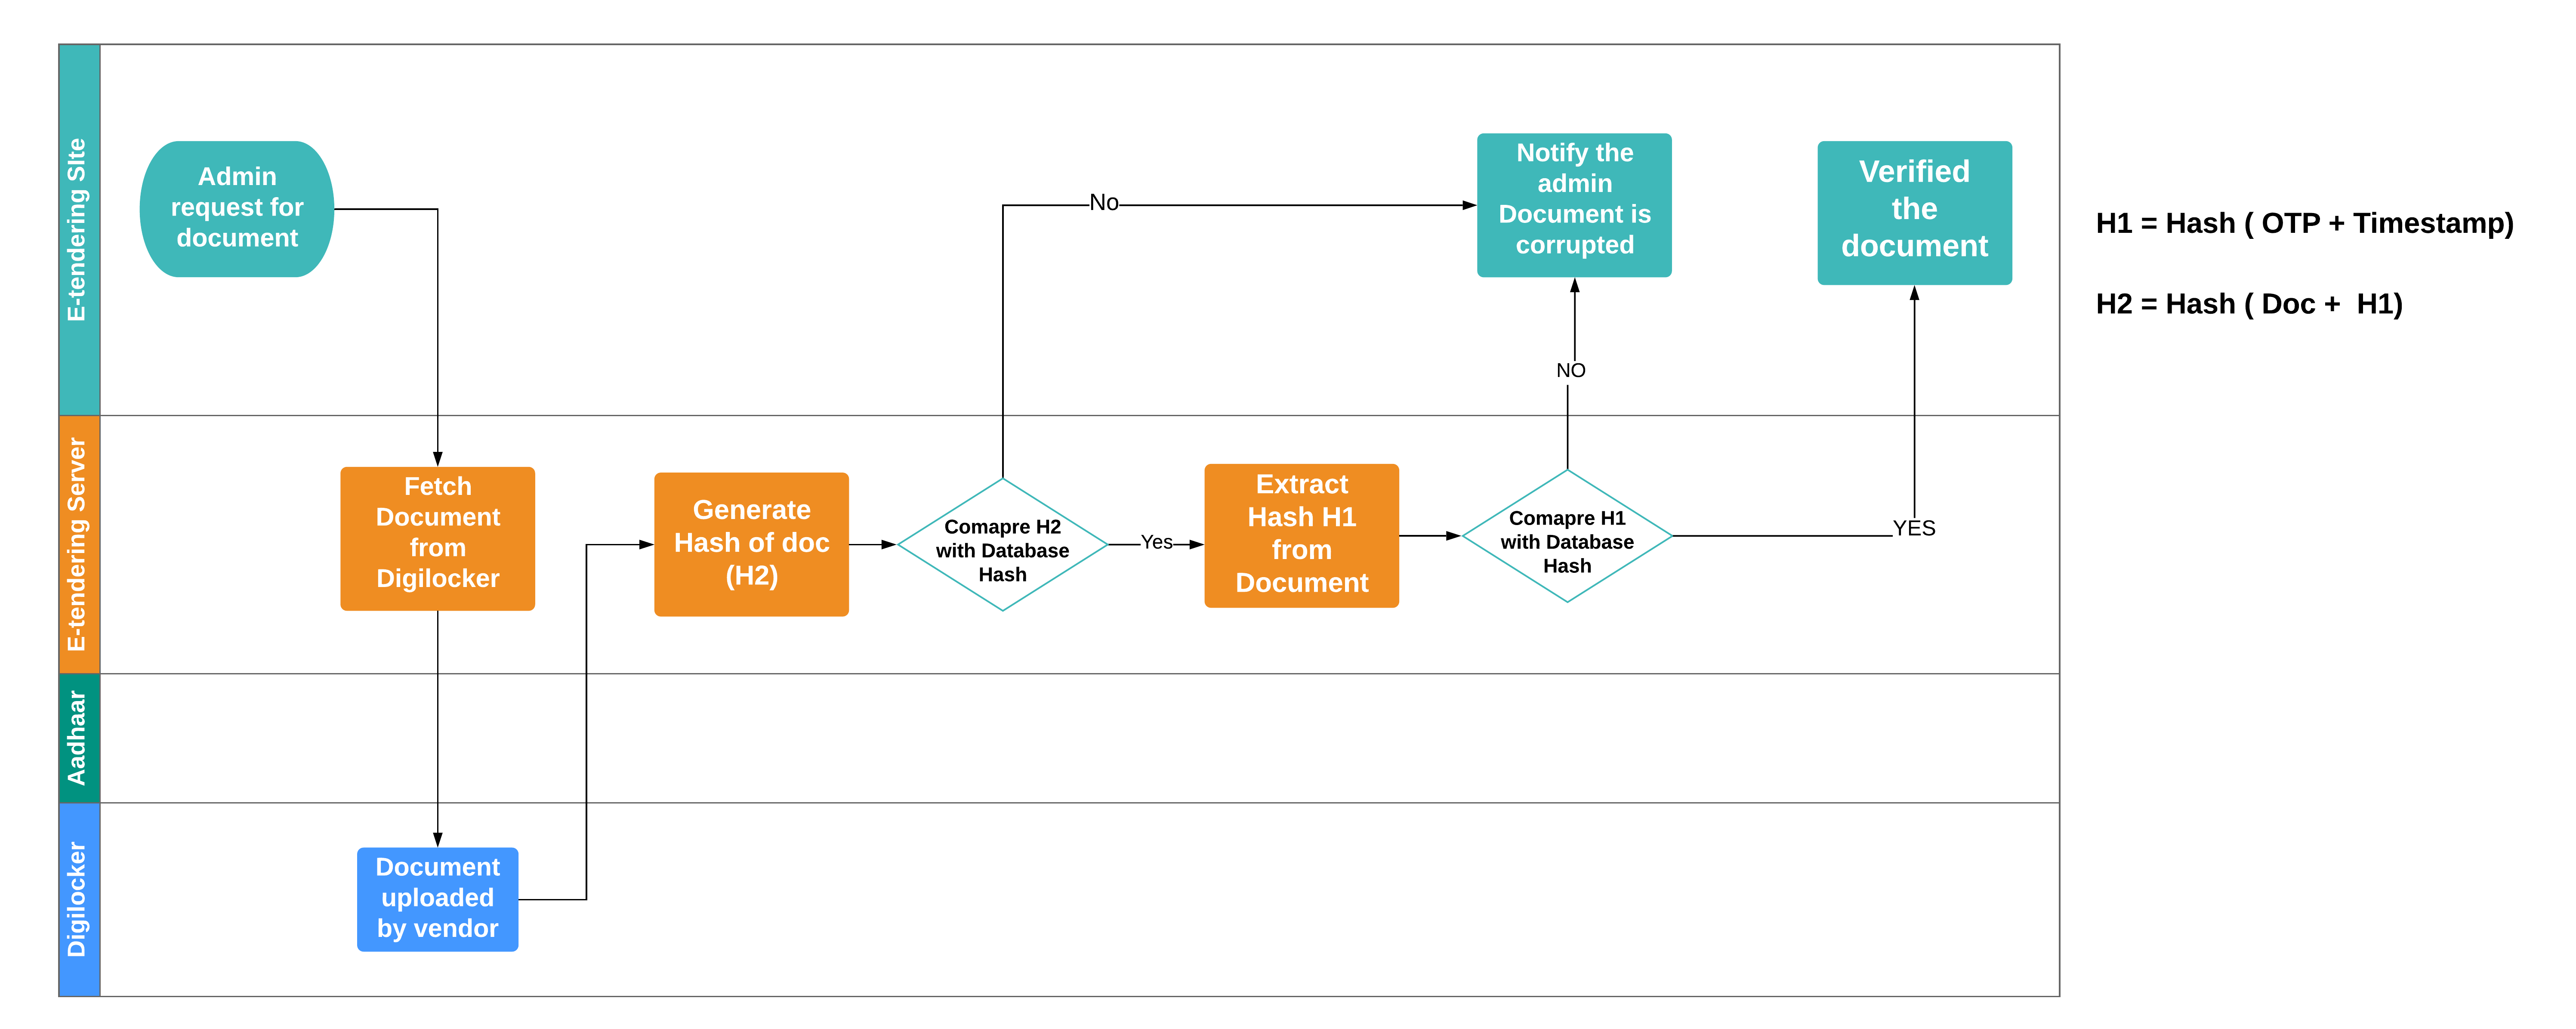 E-tendering SIte
Admin
request for
document
No
Notify the
admin
Document is
corrupted
Verified
the
document
NO
H1 = Hash ( OTP + Timestamp)
H2 = Hash ( Doc + H1)
E-tendering Server
Fetch
Document
from
Digilocker
Generate
Hash of doc
(H2)
Comapre H2
with Database
Hash
Yes
Extract
Hash H1
from
Document
Comapre H1
with Database
Hash
YES
Aadhaar
Digilocker
Document
uploaded
by vendor